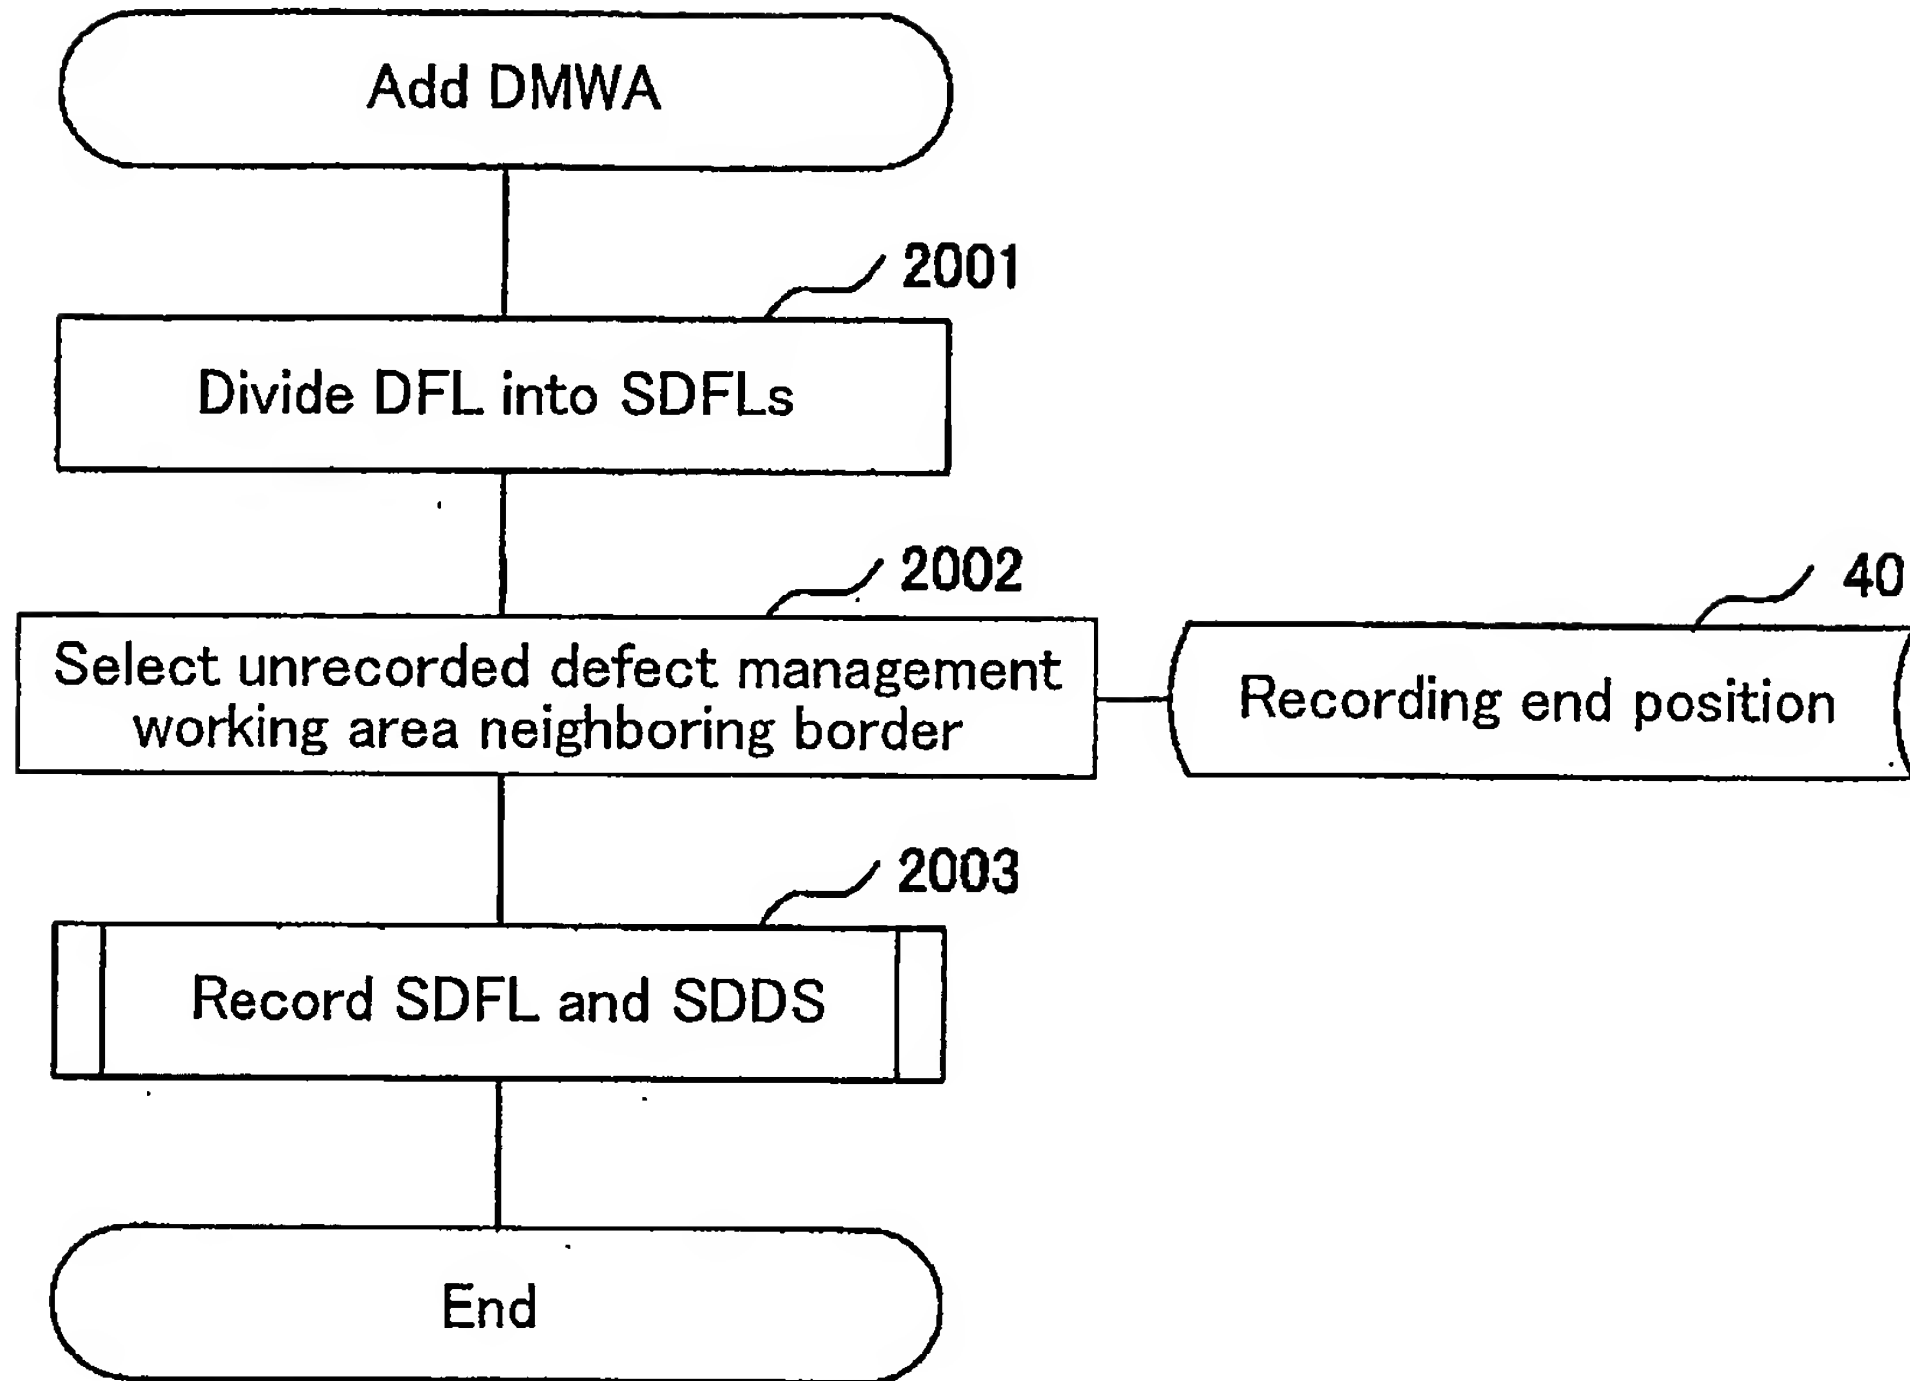 Add DMWA
2001
Divide DFL into SDFLs
2002
Select unrecorded defect management
working area neighboring border
40
Recording end position
2003
Record SDFL and SDDS
End